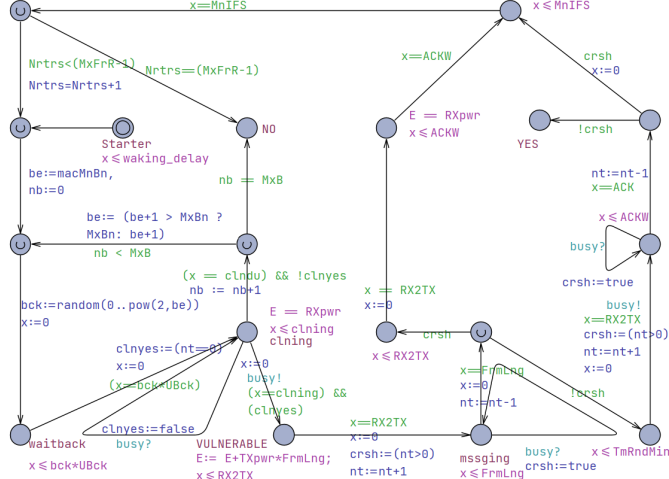 x==MnIFS
x≤MnIFS
Nrtrs<(MxFrR-1)
Nrtrs==(MxFrR-1)
Nrtrs=Nrtrs+1
x==ACKW
crsh
x:=0
E == RXpwr
x≤ACKW
NO
Starter
x≤waking_delay
YES
!crsh
be:=macMnBn,
nb:=0
nb == MxB
nt:=nt-1
x==ACK
x≤ACKW
be:= (be+1 > MxBn ?
MxBn: be+1)
nb < MxB
busy?
crsh:=true
(x == clndu) && !clnyes
nb := nb+1
x == RX2TX
x:=0
bck:=random(0..pow(2,be))
x:=0
E == RXpwr
x≤clning
clning
busy!
x==RX2TX
crsh:=(nt>0)
nt:=nt+1
x:=0
crsh
x≤RX2TX
clnyes:=(nt==0)
x:=0
(x==bck*UBck)
x:=0
busy!
(x==clning) &&
(clnyes)
x==FrmLng
x:=0
nt:=nt-1
!crsh
clnyes:=false
busy?
waitback
x≤bck*UBck
VULNERABLE
E:= E+TXpwr*FrmLng;
x≤RX2TX
x==RX2TX
x:=0
crsh:=(nt>0)
nt:=nt+1
mssging
x≤FrmLng
busy?
crsh:=true
x≤TmRndMin